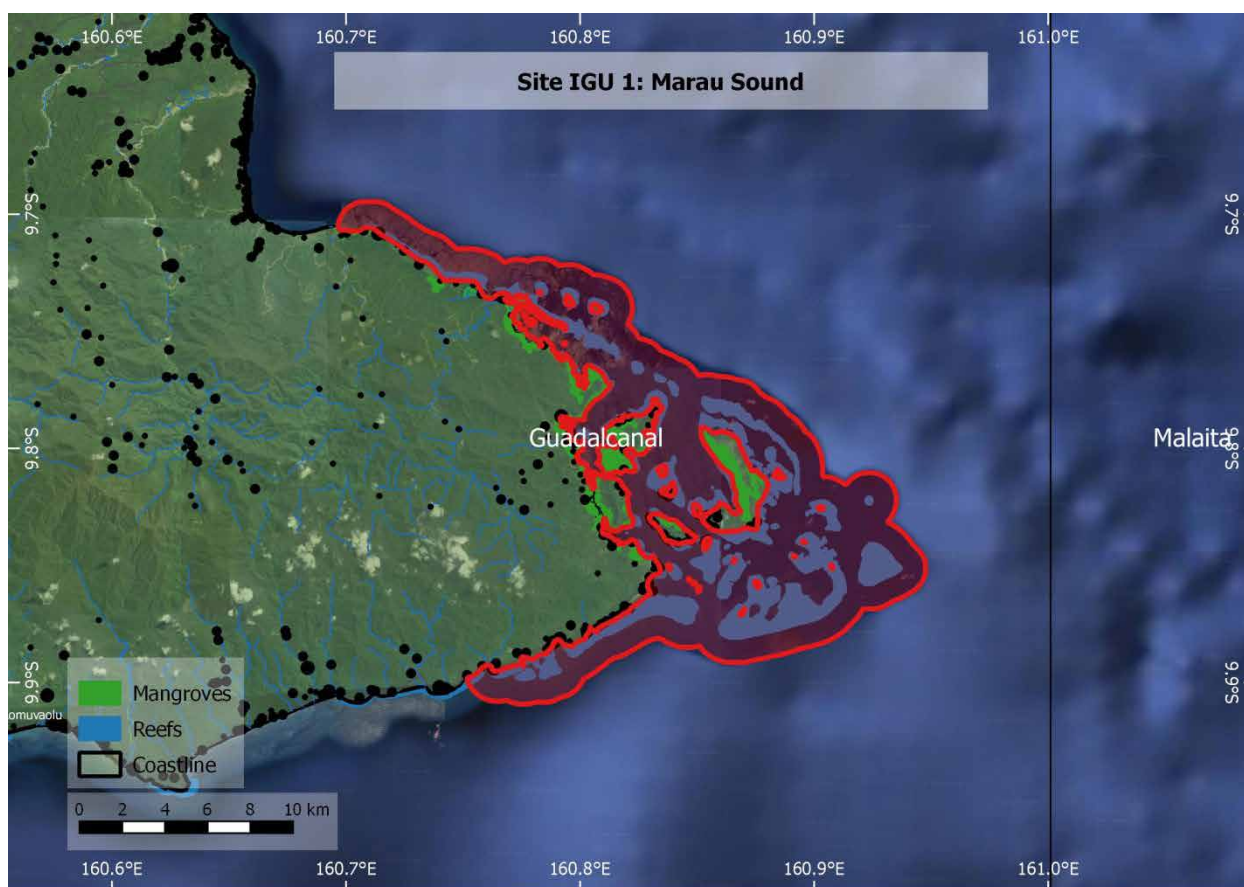 160.6°E 160.7°E 160.8°E 160.9°E 161.0°E
Site IGU 1: Marau Sound
9.7°S 9.7°S
Guadalcanal Malaita
9.8°S 9.8°S
9.9°S 9.9°S
omuvaolu
Mangroves
Reefs
Coastline
0 2 4 6 8 10 km
160.6°E 160.7°E 160.8°E 160.9°E 161.0°E